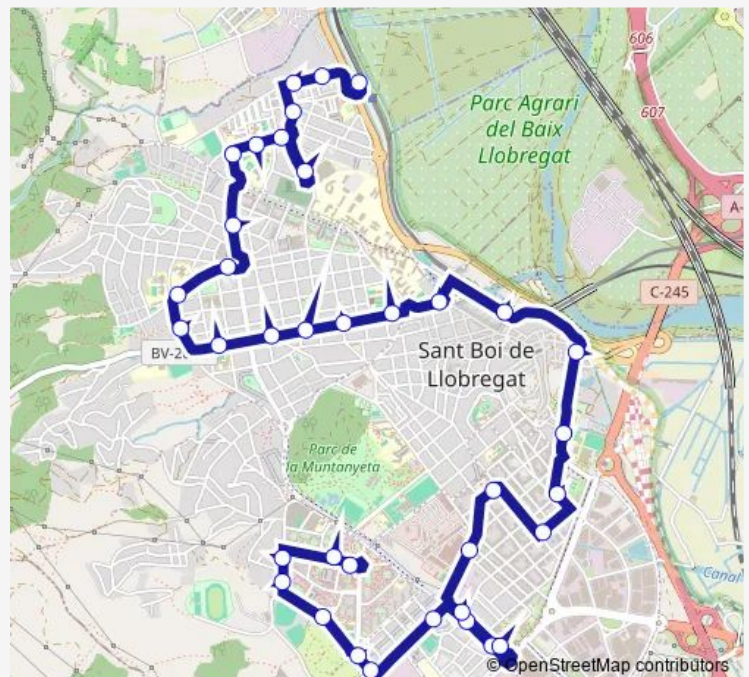 606
607
Parc Agrari
del Baix
Llobregat
A-
C-245
Sant Boi de
Llobregat
BV-20
Parc de
la Muntanyeta
Canal
© OpenStreetMap contributors